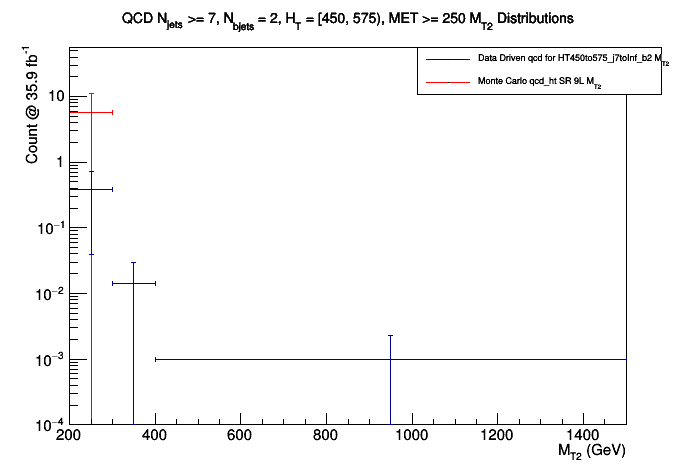 QCD N_jets >= 7, N_bjets = 2, H_T = [450, 575), MET >= 250 M_T2 Distributions
Data Driven qcd for HT450to575_j7toInf_b2 M_T2
Monte Carlo qcd_ht SR 9L M_T2
Count @ 35.9 fb^-1
10
1
10^-1
10^-2
10^-3
10^-4
200 400 600 800 1000 1200 1400
M_T2 (GeV)